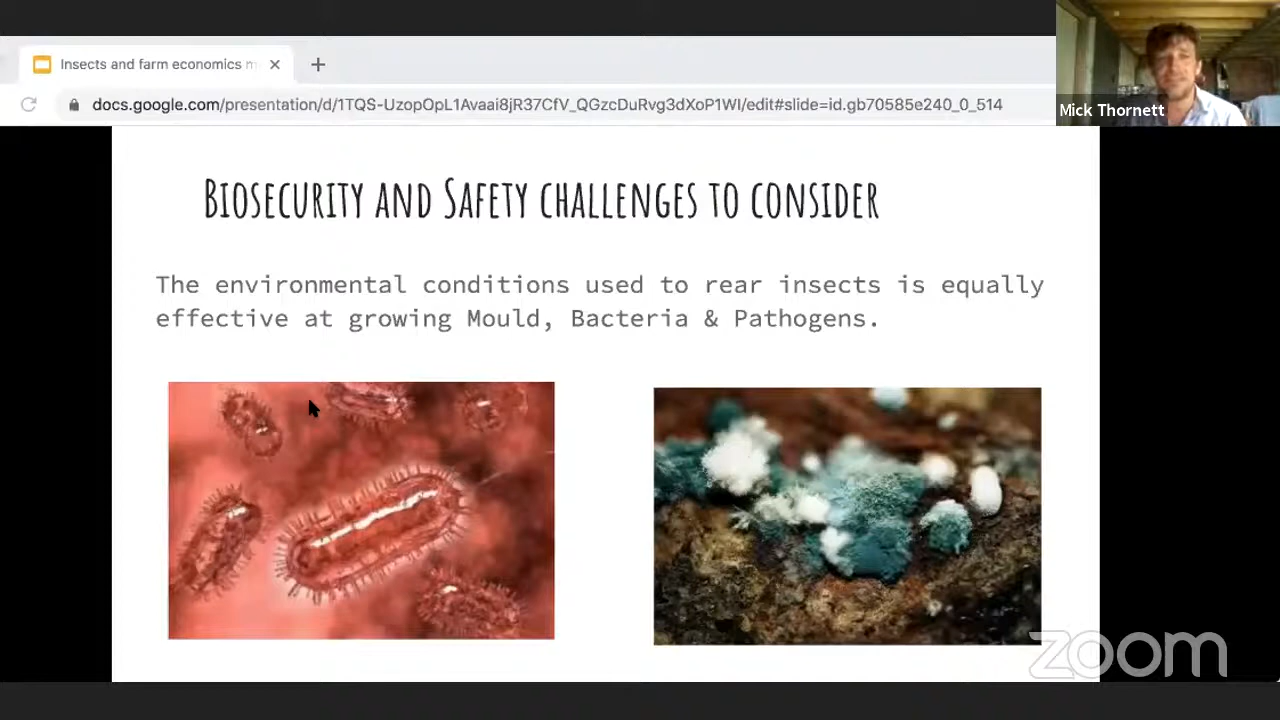 Insects and farm economics m
docs.google.com/presentation/d/1TQS-UzopOpL1Avaai8jR37CfV_QGzcDuRvg3dXoP1WI/edit#slide=id.gb70585e240_0_514
Mick Thornett
Biosecurity and Safety challenges to consider
The environmental conditions used to rear insects is equally
effective at growing Mould, Bacteria & Pathogens.
zoom